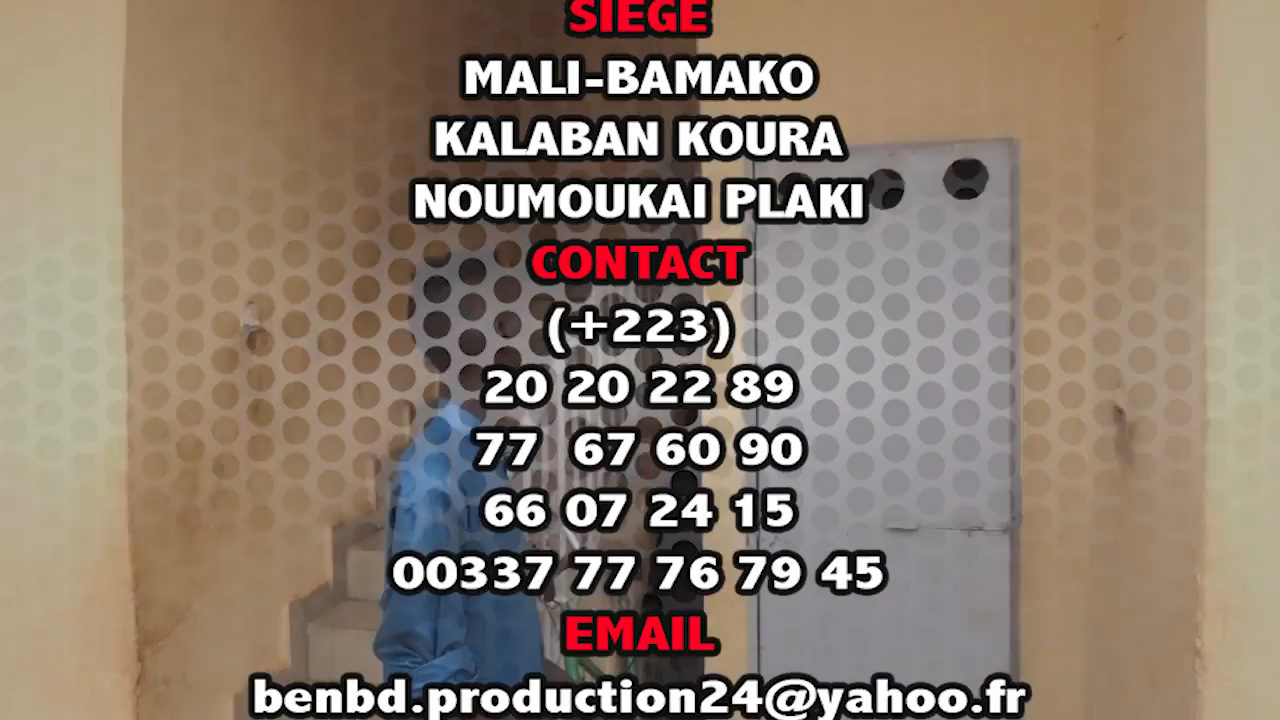 SIEGE
MALI-BAMAKO
KALABAN KOURA
NOUMOUKAI PLAKI
CONTACT
(+223)
20 20 22 89
77 67 60 90
66 07 24 15
00337 77 76 79 45
EMAIL
benbd.production24@yahoo.fr